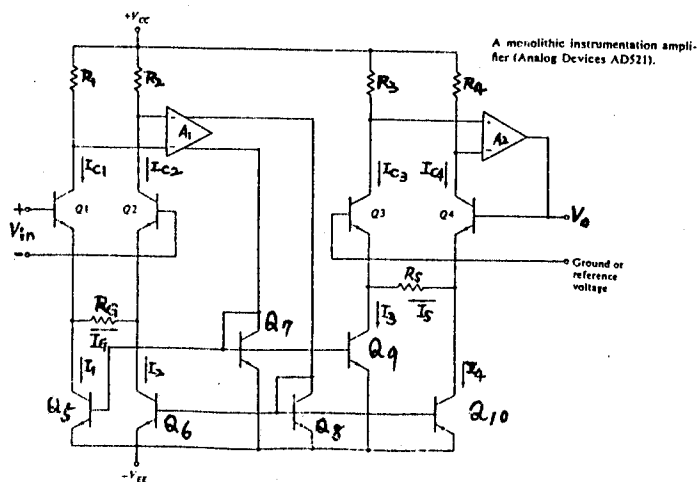 +VCC
A monolithic instrumentation ampli-
fier (Analog Devices AD521).
R1
R2
R3
R4
A1
A2
IC1
IC2
IC3
IC4
+
Q1
Q2
Q3
Q4
Vo
Vin
-
Ground or
reference
voltage
RG
RS
IG
IS
Q7
I1
I2
I3
I4
Q9
Q5
Q6
Q8
Q10
-VEE